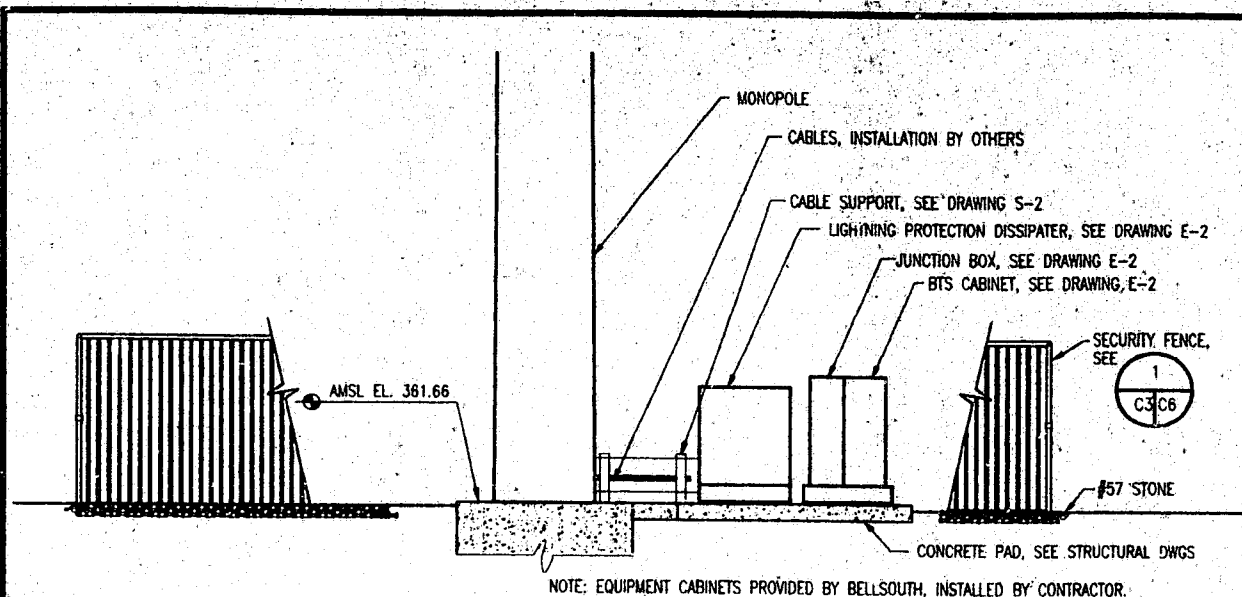 MONOPOLE
CABLES, INSTALLATION BY OTHERS
CABLE SUPPORT, SEE DRAWING S-2
LIGHTNING PROTECTION DISSIPATER, SEE DRAWING E-2
JUNCTION BOX, SEE DRAWING E-2
BTS CABINET, SEE DRAWING E-2
SECURITY FENCE,
SEE
1
C3 C6
AMSL EL. 361.66
#57 STONE
CONCRETE PAD, SEE STRUCTURAL DWGS
NOTE: EQUIPMENT CABINETS PROVIDED BY BELLSOUTH, INSTALLED BY CONTRACTOR.